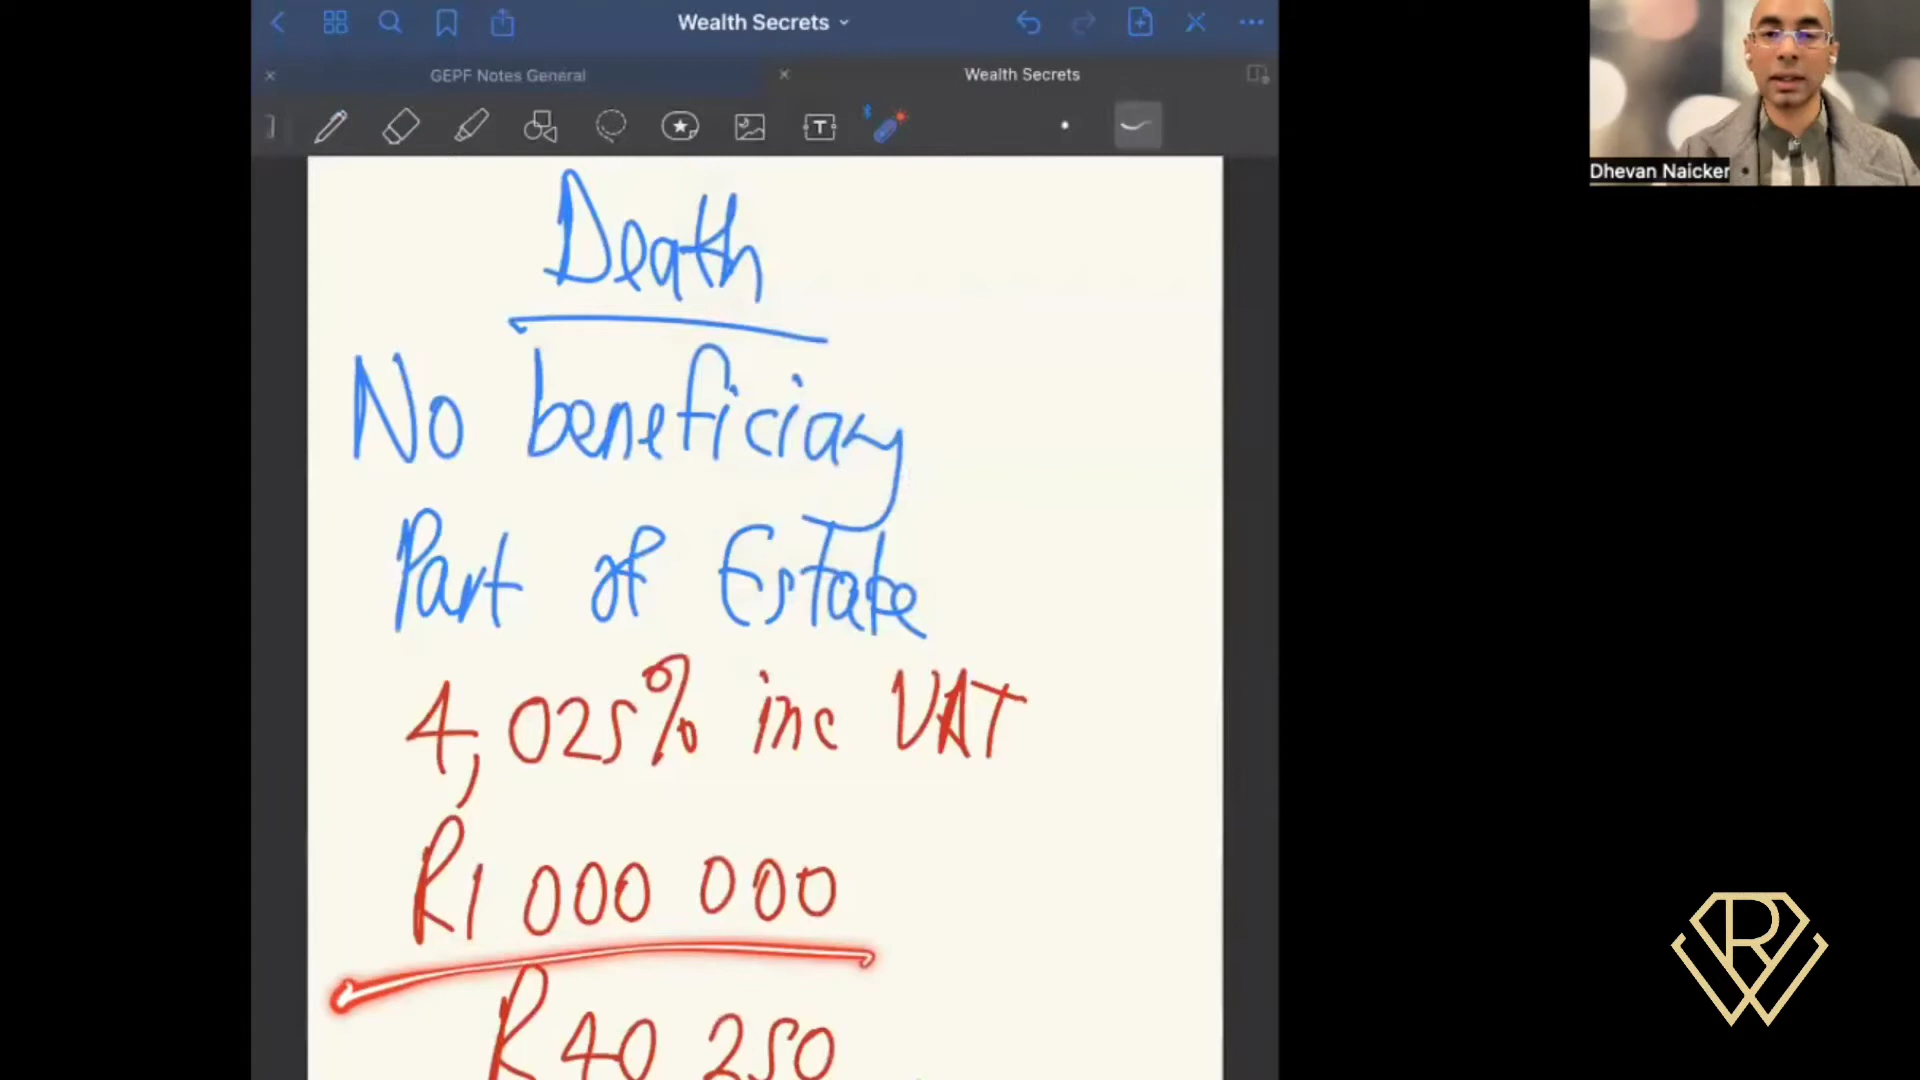 Wealth Secrets
GEPF Notes General
Wealth Secrets
Dhevan Naicker
Death
No beneficiary
Part of Estate
4,025% inc VAT
R1 000 000
R40 250